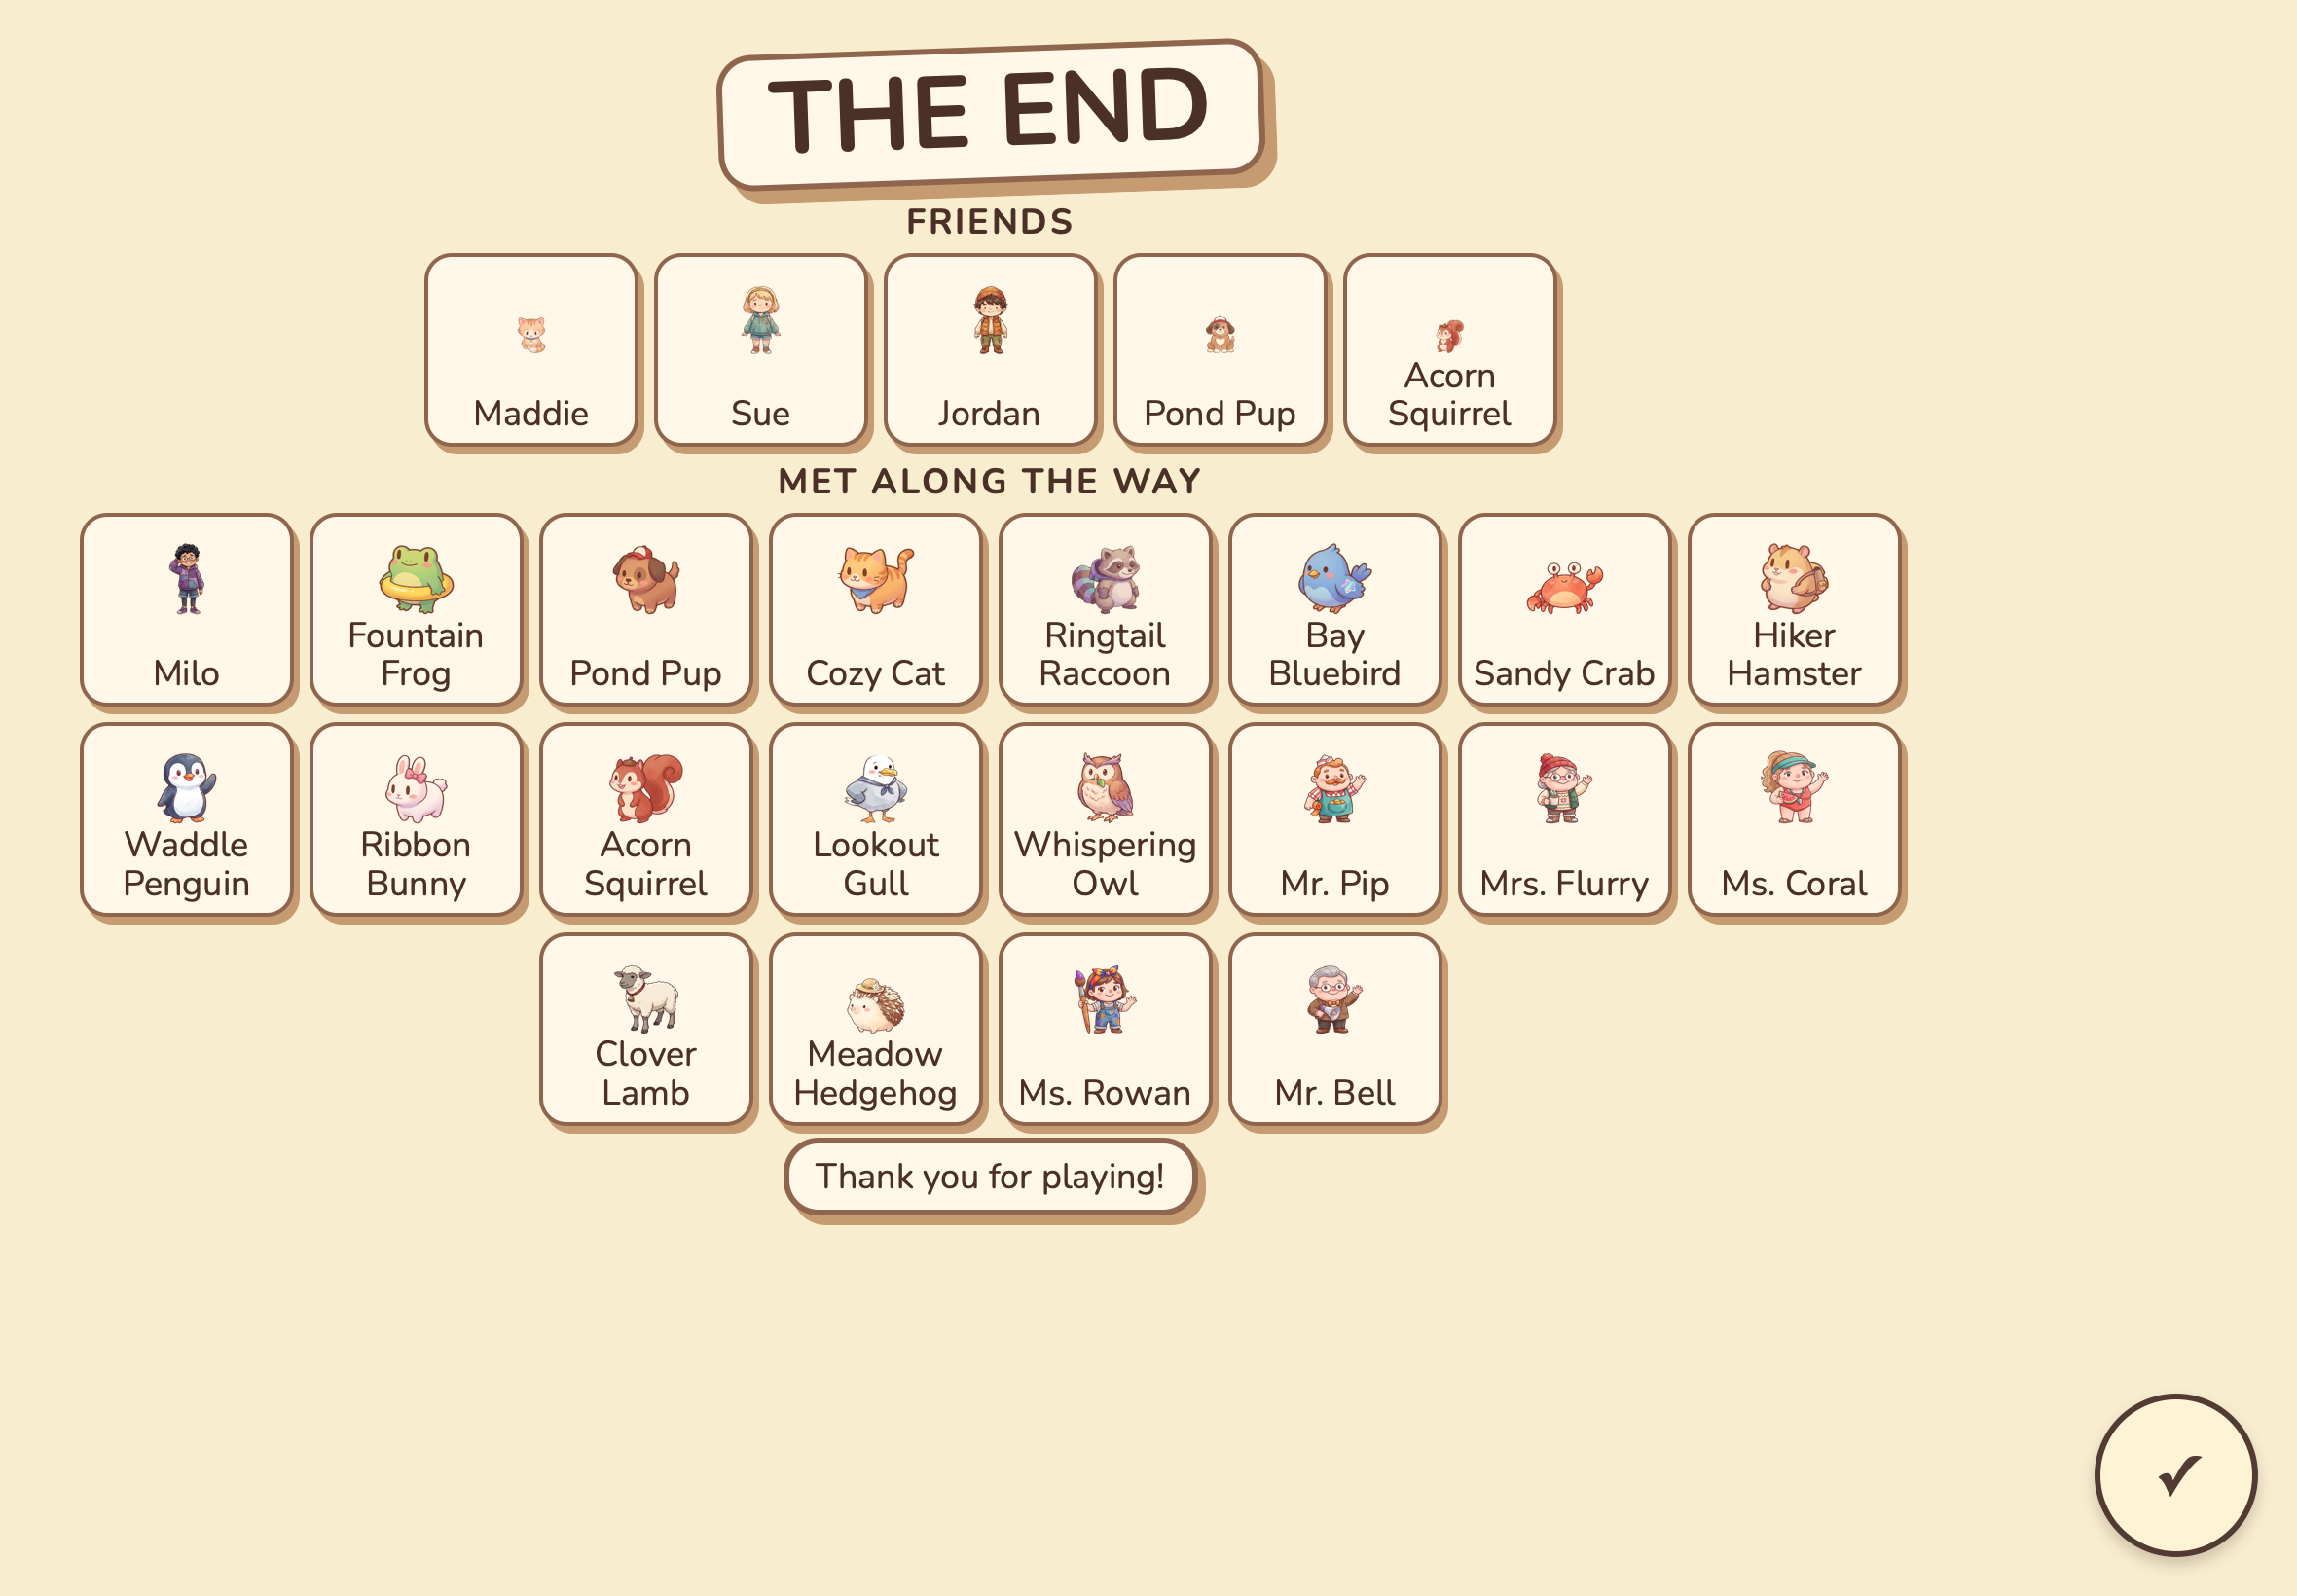 THE END
FRIENDS
Maddie
Sue
Jordan
Pond Pup
Acorn
Squirrel
MET ALONG THE WAY
Milo
Fountain
Frog
Pond Pup
Cozy Cat
Ringtail
Raccoon
Bay
Bluebird
Sandy Crab
Hiker
Hamster
Waddle
Penguin
Ribbon
Bunny
Acorn
Squirrel
Lookout
Gull
Whispering
Owl
Mr. Pip
Mrs. Flurry
Ms. Coral
Clover
Lamb
Meadow
Hedgehog
Ms. Rowan
Mr. Bell
Thank you for playing!